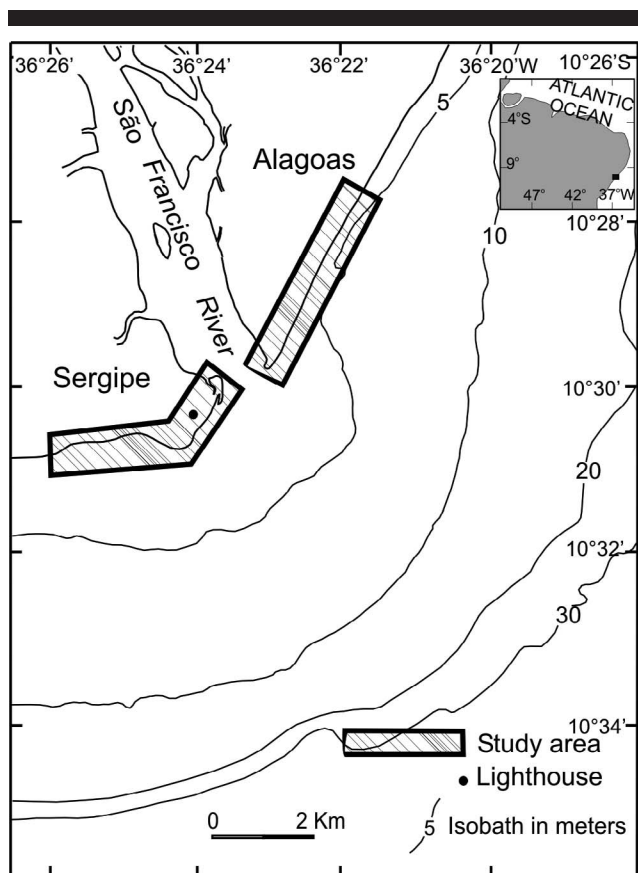 36°26’ 36°24’ 36°22’ 36°20’W 10°26’S
ATLANTIC
OCEAN
4°S
9°
47° 42° 37°W
5
São Francisco River
Alagoas
10°28’
10
Sergipe
10°30’
20
10°32’
30
10°34’
Study area
Lighthouse
0 2 Km
5 Isobath in meters